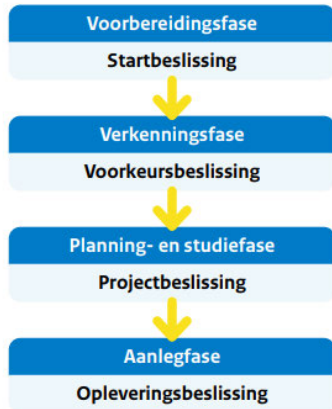 Voorbereidingsfase
Startbeslissing
Verkenningsfase
Voorkeursbeslissing
Planning- en studiefase
Projectbeslissing
Aanlegfase
Opleveringsbeslissing